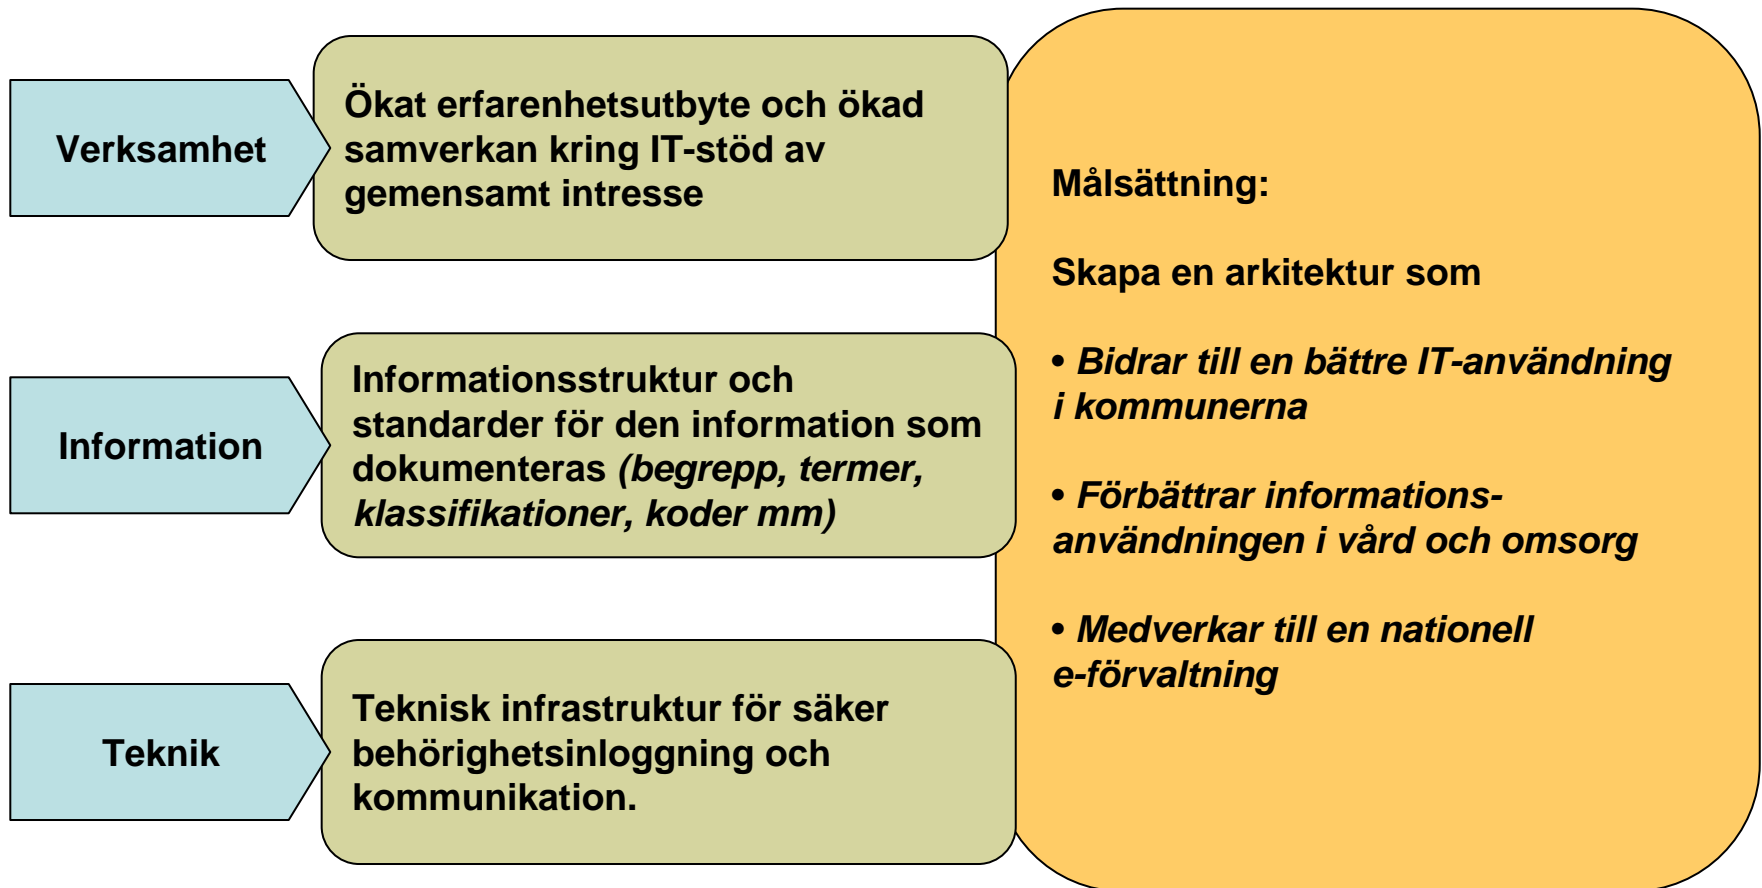 Verksamhet
Ökat erfarenhetsutbyte och ökad
samverkan kring IT-stöd av
gemensamt intresse
Information
Informationsstruktur och
standarder för den information som
dokumenteras (begrepp, termer,
klassifikationer, koder mm)
Teknik
Teknisk infrastruktur för säker
behörighetsinloggning och
kommunikation.
Målsättning:
Skapa en arkitektur som
• Bidrar till en bättre IT-användning
i kommunerna
• Förbättrar informations-
användningen i vård och omsorg
• Medverkar till en nationell
e-förvaltning